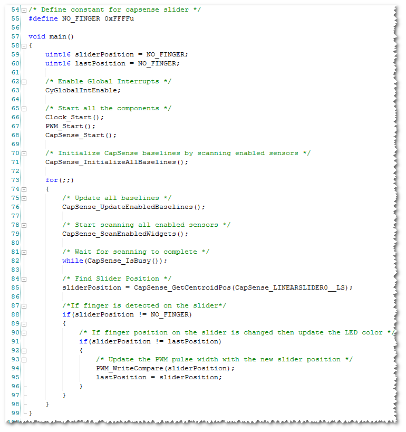 54 /* Define constant for capsense slider */
55 #define NO_FINGER 0xFFFFu
56
57 void main()
58 {
59 uint16 sliderPosition = NO_FINGER;
60 uint16 lastPosition = NO_FINGER;
61
62 /* Enable Global Interrupts */
63 CyGlobalIntEnable;
64
65 /* Start all the components */
66 Clock_Start();
67 PWM_Start();
68 CapSense_Start();
69
70 /* Initialize CapSense baselines by scanning enabled sensors */
71 CapSense_InitializeAllBaselines();
72
73 for(;;)
74 {
75 /* Update all baselines */
76 CapSense_UpdateEnabledBaselines();
77
78 /* Start scanning all enabled sensors */
79 CapSense_ScanEnabledWidgets();
80
81 /* Wait for scanning to complete */
82 while(CapSense_IsBusy());
83
84 /* Find Slider Position */
85 sliderPosition = CapSense_GetCentroidPos(CapSense_LINEARSLIDER0__LS);
86
87 /*If finger is detected on the slider*/
88 if(sliderPosition != NO_FINGER)
89 {
90 /* If finger position on the slider is changed then update the LED color */
91 if(sliderPosition != lastPosition)
92 {
93 /* Update the PWM pulse width with the new slider position */
94 PWM_WriteCompare(sliderPosition);
95 lastPosition = sliderPosition;
96 }
97 }
98 }
99 }